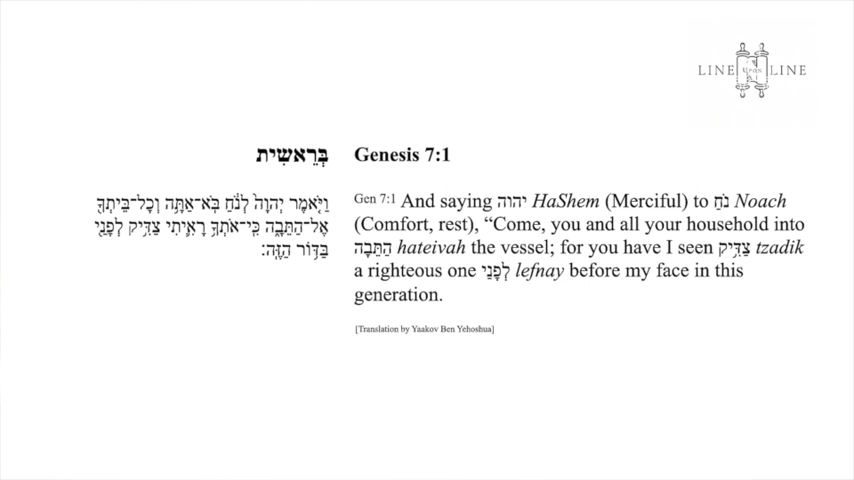 LINE upon LINE
בְּרֵאשִׁית
Genesis 7:1
וַיֹּ֤אמֶר יְהוָה֙ לְנֹ֔חַ בֹּֽא־אַתָּ֥ה וְכָל־בֵּיתְךָ֖
אֶל־הַתֵּבָ֑ה כִּֽי־אֹתְךָ֥ רָאִ֛יתִי צַדִּ֥יק לְפָנַ֖י
בַּדּ֥וֹר הַזֶּֽה׃
Gen 7:1 And saying יהוה HaShem (Merciful) to נֹחַ Noach
(Comfort, rest), “Come, you and all your household into
הַתֵּבָה hateivah the vessel; for you have I seen צַדִּ֥יק tzadik
a righteous one לְפָנַ֖י lefnay before my face in this
generation.
[Translation by Yaakov Ben Yehoshua]